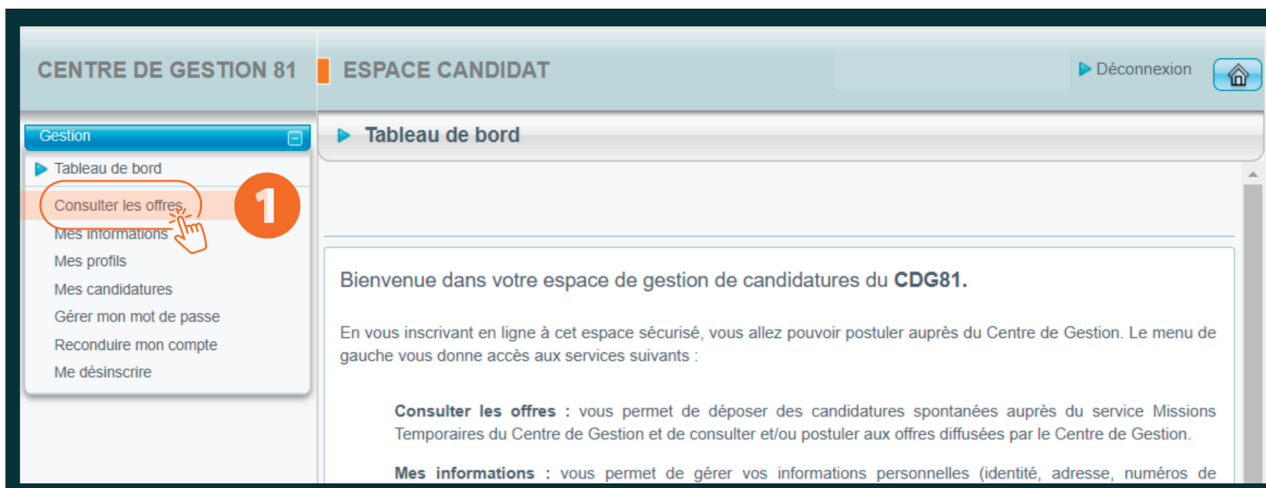 CENTRE DE GESTION 81
ESPACE CANDIDAT
Déconnexion
Gestion
Tableau de bord
Consulter les offres
Mes informations
Mes profils
Mes candidatures
Gérer mon mot de passe
Reconduire mon compte
Me désinscrire
1
Tableau de bord
Bienvenue dans votre espace de gestion de candidatures du CDG81.
En vous inscrivant en ligne à cet espace sécurisé, vous allez pouvoir postuler auprès du Centre de Gestion. Le menu de
gauche vous donne accès aux services suivants :
Consulter les offres : vous permet de déposer des candidatures spontanées auprès du service Missions
Temporaires du Centre de Gestion et de consulter et/ou postuler aux offres diffusées par le Centre de Gestion.
Mes informations : vous permet de gérer vos informations personnelles (identité, adresse, numéros de